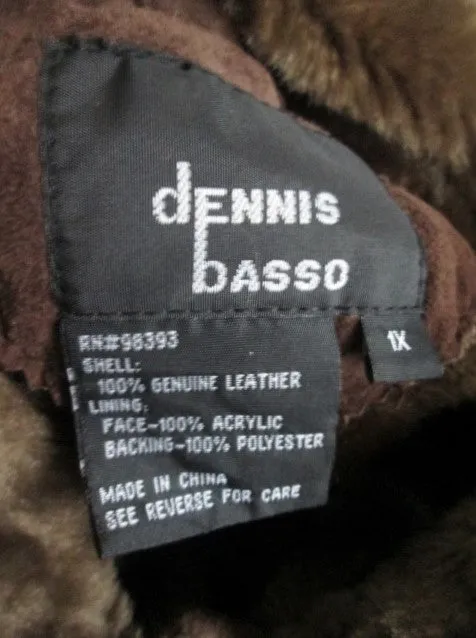 dENNIS
bASSO
1X
RN#98393
SHELL:
100% GENUINE LEATHER
LINING:
FACE-100% ACRYLIC
BACKING-100% POLYESTER
MADE IN CHINA
SEE REVERSE FOR CARE